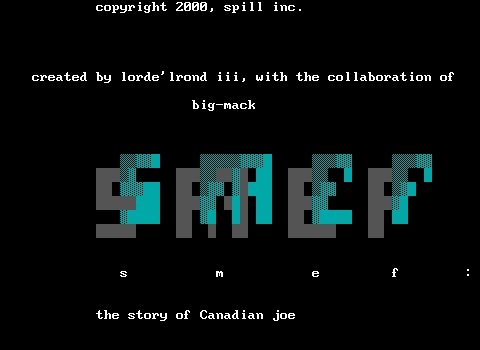 copyright 2000, spill inc.
created by lorde'lrond iii, with the collaboration of
big-mack
SMEF
s m e f :
the story of Canadian joe